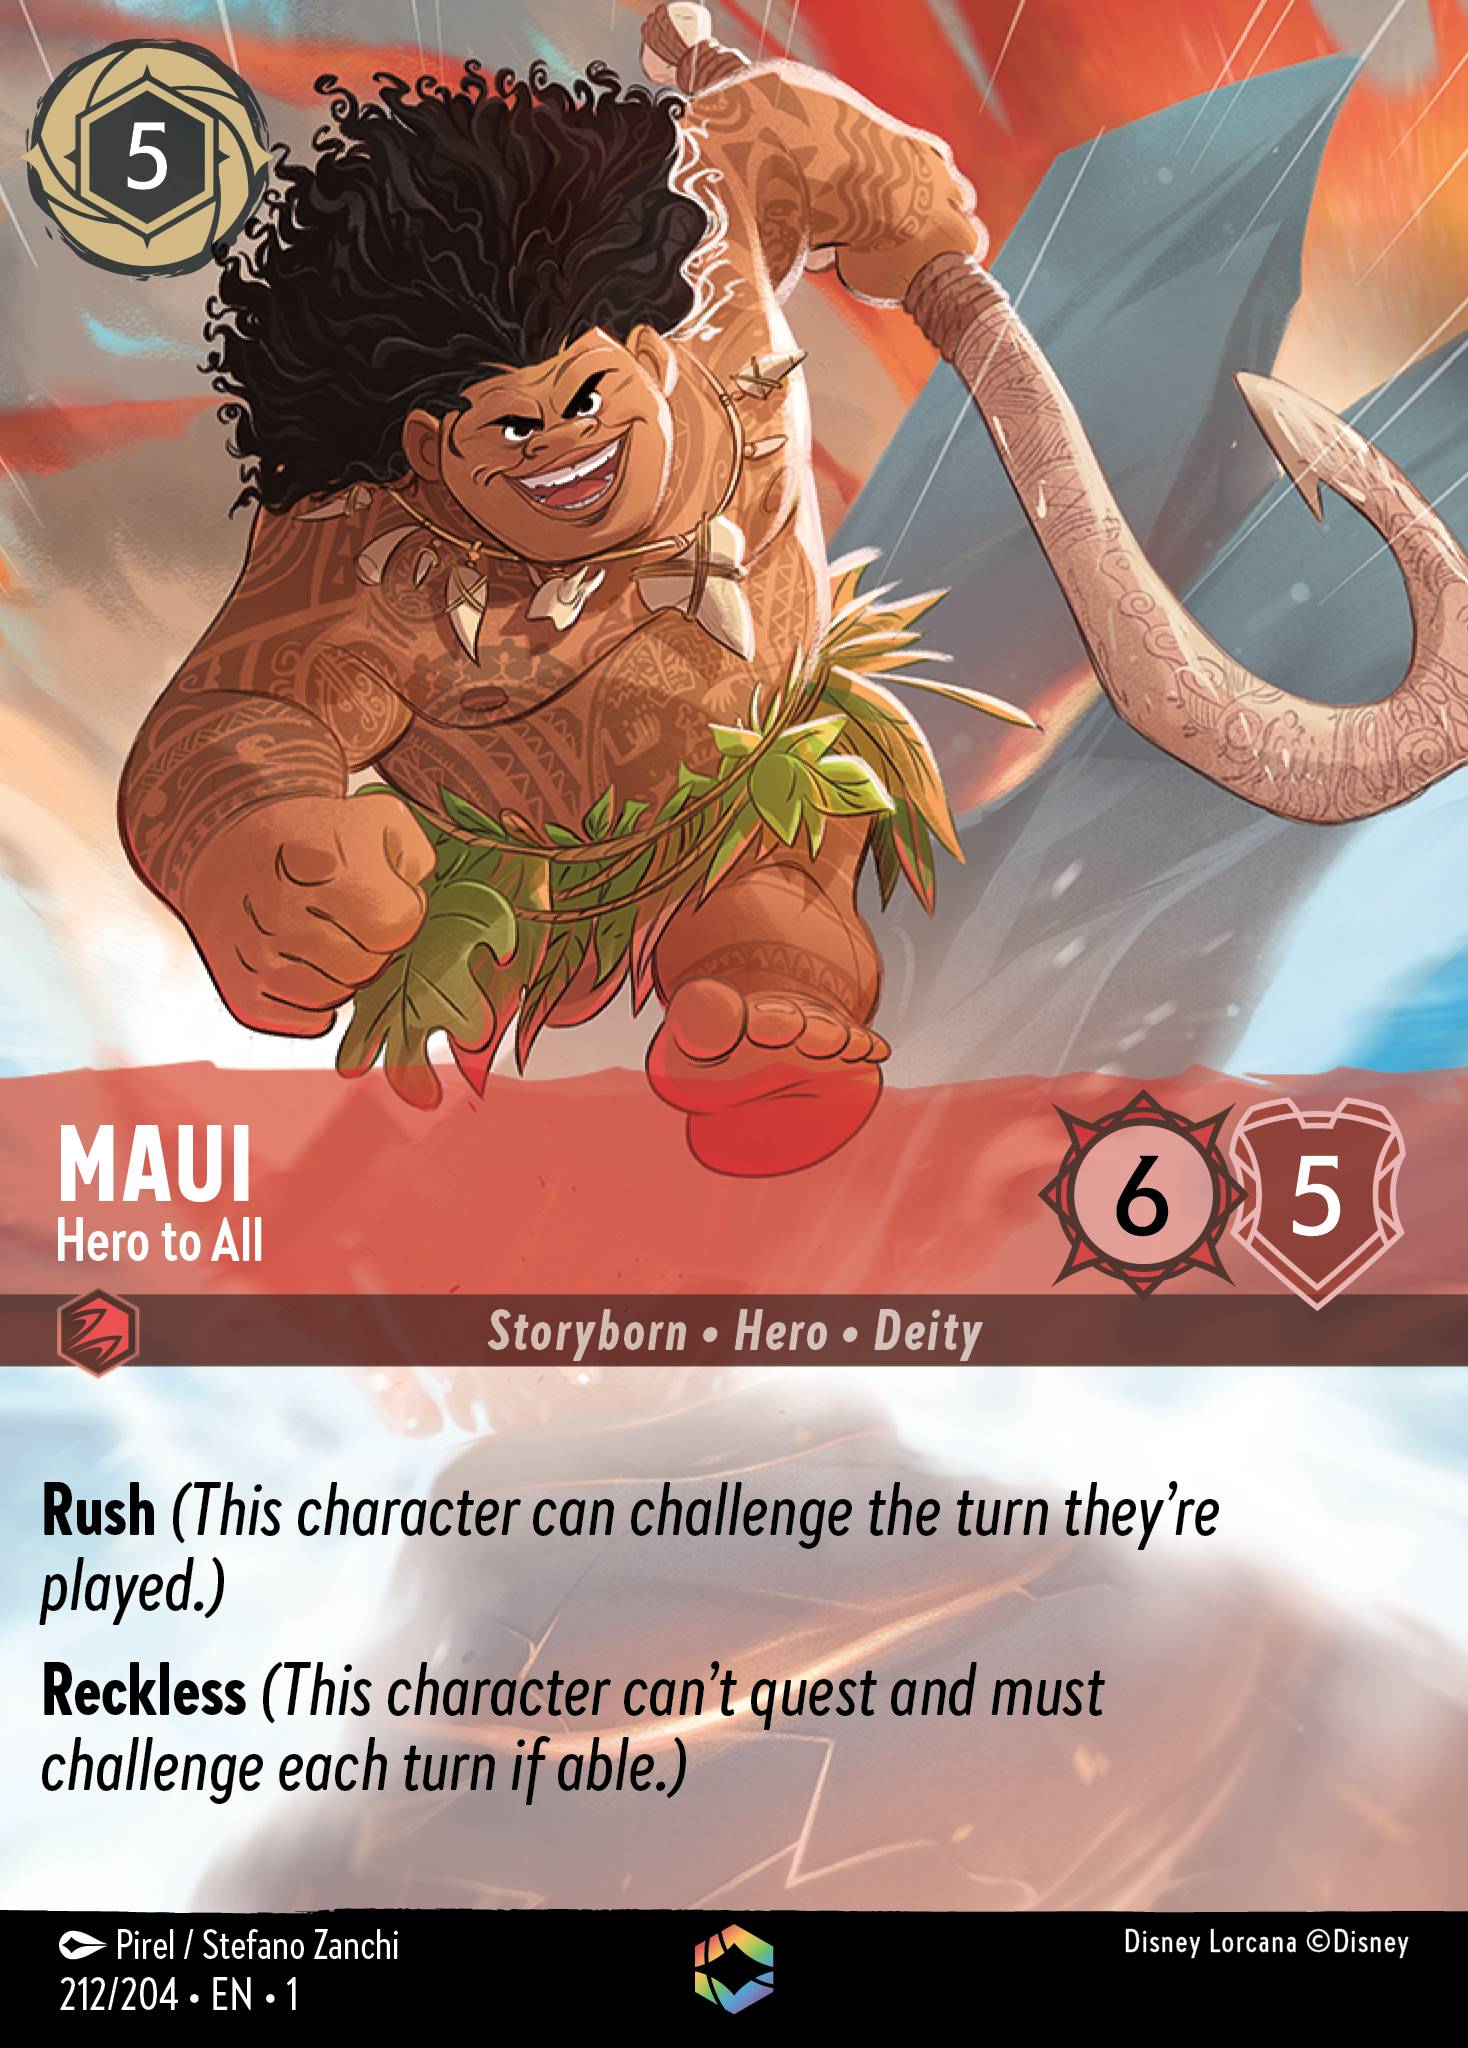 5
MAUI
Hero to All
6 5
Storyborn • Hero • Deity
Rush (This character can challenge the turn they’re
played.)
Reckless (This character can’t quest and must
challenge each turn if able.)
Pirel / Stefano Zanchi
Disney Lorcana ©Disney
212/204 • EN • 1